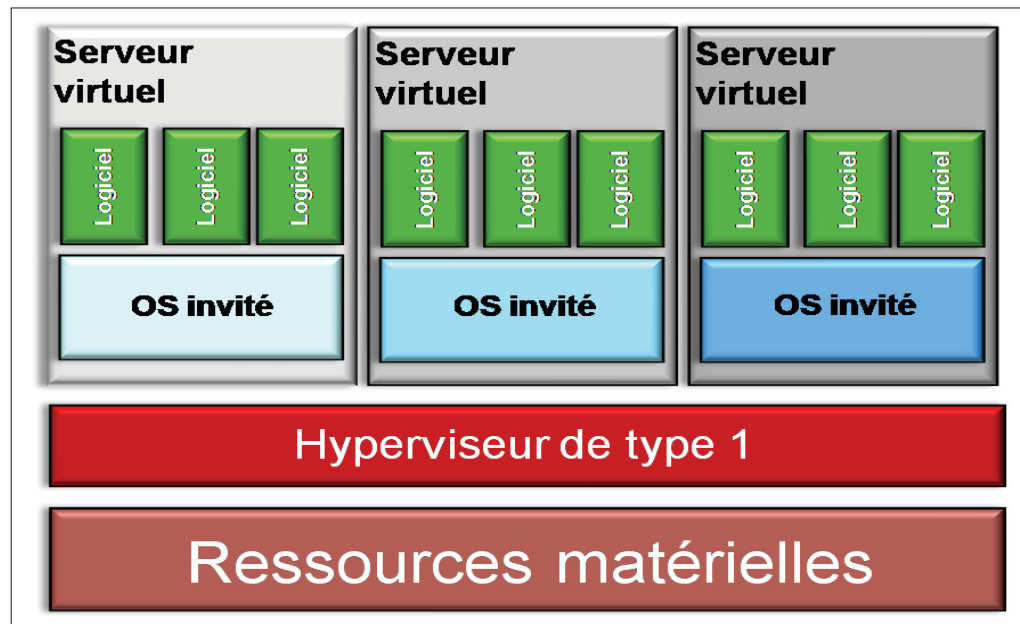 Serveur
virtuel
Logiciel
Logiciel
Logiciel
OS invité
Serveur
virtuel
Logiciel
Logiciel
Logiciel
OS invité
Serveur
virtuel
Logiciel
Logiciel
Logiciel
OS invité
Hyperviseur de type 1
Ressources matérielles